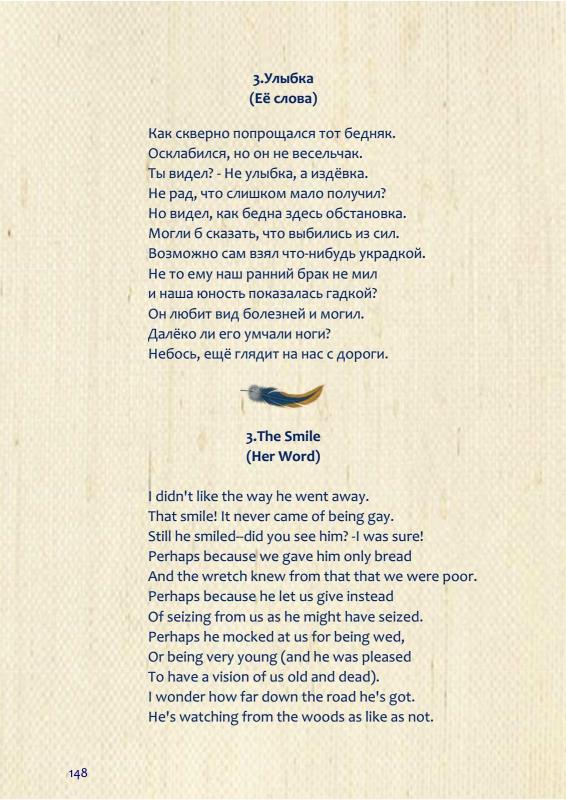 3.Улыбка
(Её слова)
Как скверно попрощался тот бедняк.
Осклабился, но он не весельчак.
Ты видел? - Не улыбка, а издёвка.
Не рад, что слишком мало получил?
Но видел, как бедна здесь обстановка.
Могли б сказать, что выбились из сил.
Возможно сам взял что-нибудь украдкой.
Не то ему наш ранний брак не мил
и наша юность показалась гадкой?
Он любит вид болезней и могил.
Далёко ли его умчали ноги?
Небось, ещё глядит на нас с дороги.
3.The Smile
(Her Word)
I didn't like the way he went away.
That smile! It never came of being gay.
Still he smiled--did you see him? -I was sure!
Perhaps because we gave him only bread
And the wretch knew from that that we were poor.
Perhaps because he let us give instead
Of seizing from us as he might have seized.
Perhaps he mocked at us for being wed,
Or being very young (and he was pleased
To have a vision of us old and dead).
I wonder how far down the road he's got.
He's watching from the woods as like as not.
148